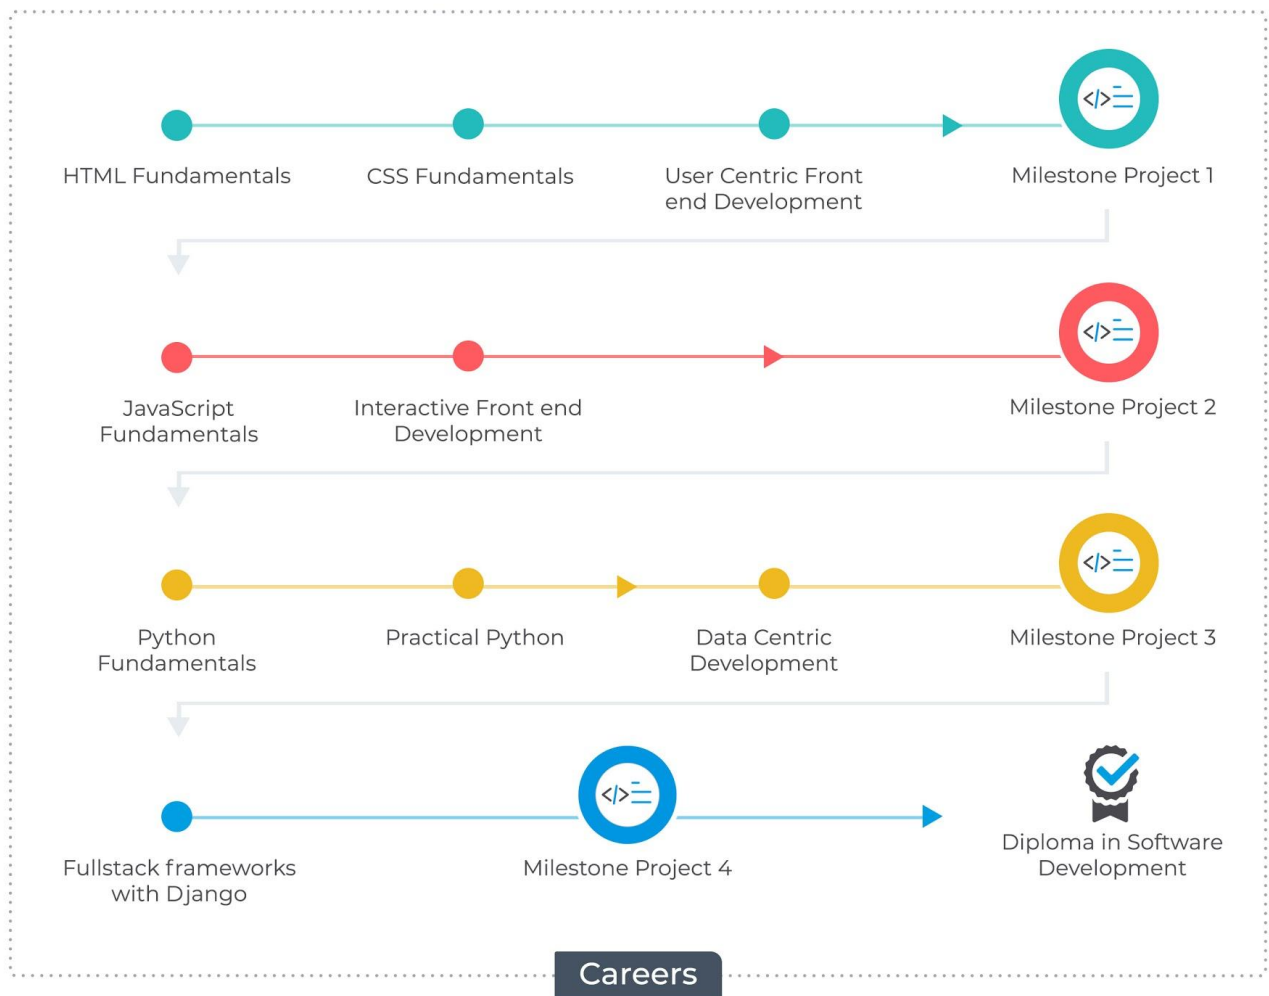 HTML Fundamentals
CSS Fundamentals
User Centric Front
end Development
Milestone Project 1
JavaScript
Fundamentals
Interactive Front end
Development
Milestone Project 2
Python
Fundamentals
Practical Python
Data Centric
Development
Milestone Project 3
Fullstack frameworks
with Django
Milestone Project 4
Diploma in Software
Development
Careers